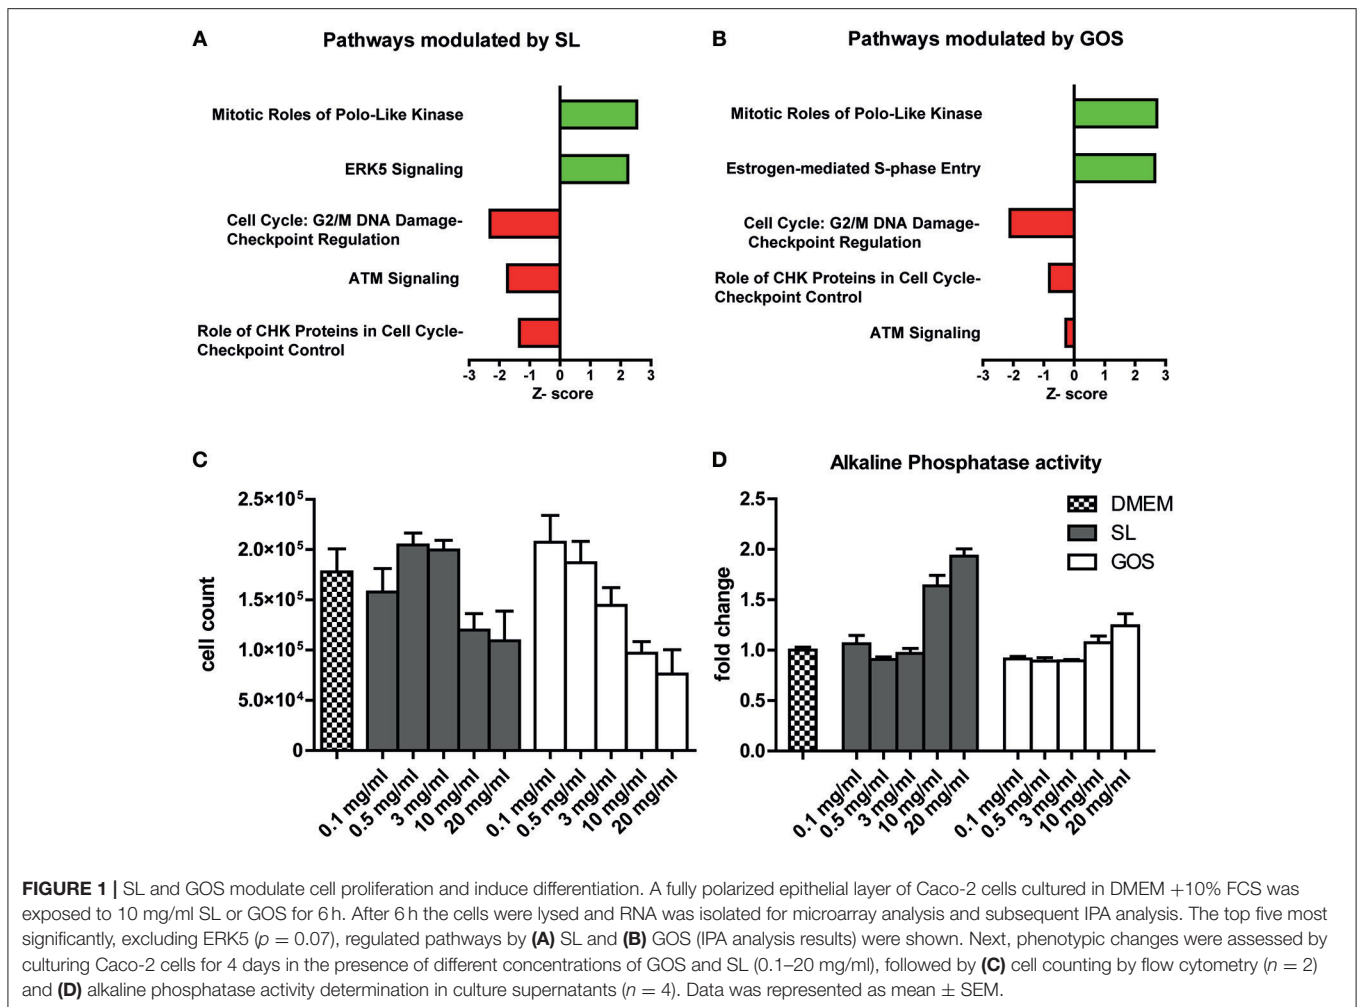 A
Pathways modulated by SL
Mitotic Roles of Polo-Like Kinase
ERK5 Signaling
Cell Cycle: G2/M DNA Damage-
Checkpoint Regulation
ATM Signaling
Role of CHK Proteins in Cell Cycle-
Checkpoint Control
-3 -2 -1 0 1 2 3
Z- score
B
Pathways modulated by GOS
Mitotic Roles of Polo-Like Kinase
Estrogen-mediated S-phase Entry
Cell Cycle: G2/M DNA Damage-
Checkpoint Regulation
Role of CHK Proteins in Cell Cycle-
Checkpoint Control
ATM Signaling
-3 -2 -1 0 1 2 3
Z- score
C
cell count
2.5×10⁵
2.0×10⁵
1.5×10⁵
1.0×10⁵
5.0×10⁴
0
0.1 mg/ml
0.5 mg/ml
3 mg/ml
10 mg/ml
20 mg/ml
0.1 mg/ml
0.5 mg/ml
3 mg/ml
10 mg/ml
20 mg/ml
D
Alkaline Phosphatase activity
fold change
2.5
2.0
1.5
1.0
0.5
0.0
DMEM
SL
GOS
0.1 mg/ml
0.5 mg/ml
3 mg/ml
10 mg/ml
20 mg/ml
0.1 mg/ml
0.5 mg/ml
3 mg/ml
10 mg/ml
20 mg/ml
FIGURE 1 | SL and GOS modulate cell proliferation and induce differentiation. A fully polarized epithelial layer of Caco-2 cells cultured in DMEM +10% FCS was
exposed to 10 mg/ml SL or GOS for 6 h. After 6 h the cells were lysed and RNA was isolated for microarray analysis and subsequent IPA analysis. The top five most
significantly, excluding ERK5 (p = 0.07), regulated pathways by (A) SL and (B) GOS (IPA analysis results) were shown. Next, phenotypic changes were assessed by
culturing Caco-2 cells for 4 days in the presence of different concentrations of GOS and SL (0.1–20 mg/ml), followed by (C) cell counting by flow cytometry (n = 2)
and (D) alkaline phosphatase activity determination in culture supernatants (n = 4). Data was represented as mean ± SEM.